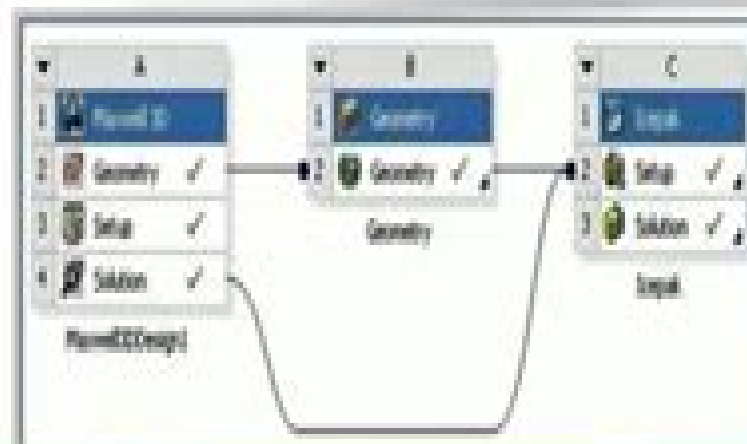 A
1 Maxwell 3D
2 Geometry
3 Setup
4 Solution
Maxwell3DDesign1
B
1 Geometry
2 Geometry
Geometry
C
1 Icepak
2 Setup
3 Solution
Icepak